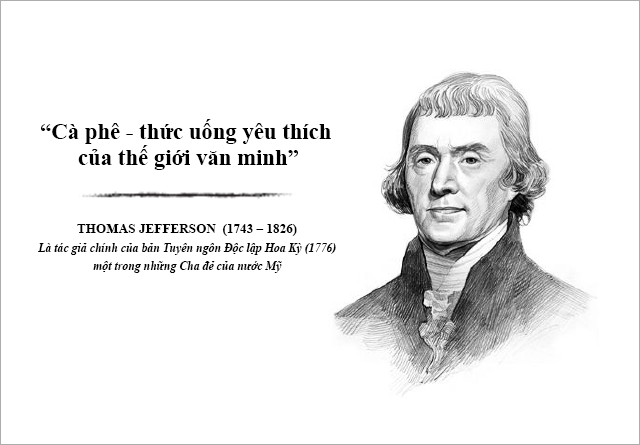 “Cà phê - thức uống yêu thích
của thế giới văn minh”
THOMAS JEFFERSON (1743 – 1826)
Là tác giả chính của bản Tuyên ngôn Độc lập Hoa Kỳ (1776)
một trong những Cha đẻ của nước Mỹ